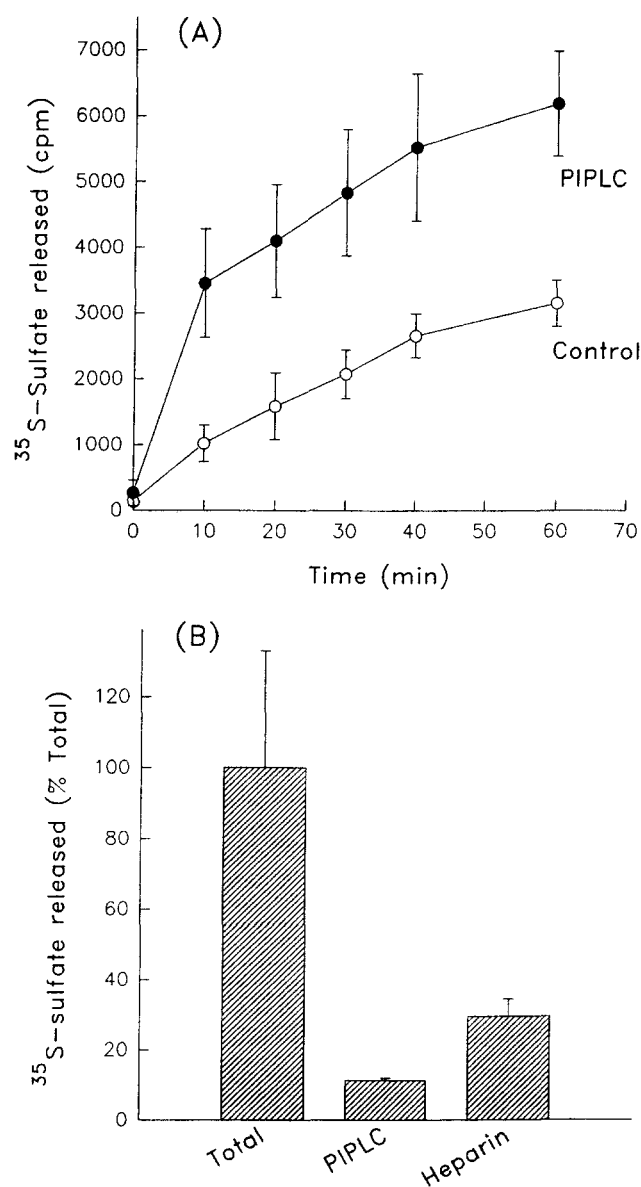 (A)
7000
6000
5000
4000
3000
2000
1000
0
35S-Sulfate released (cpm)
PIPLC
Control
0 10 20 30 40 50 60 70
Time (min)
(B)
120
100
80
60
40
20
0
35S-sulfate released (% Total)
Total PIPLC Heparin